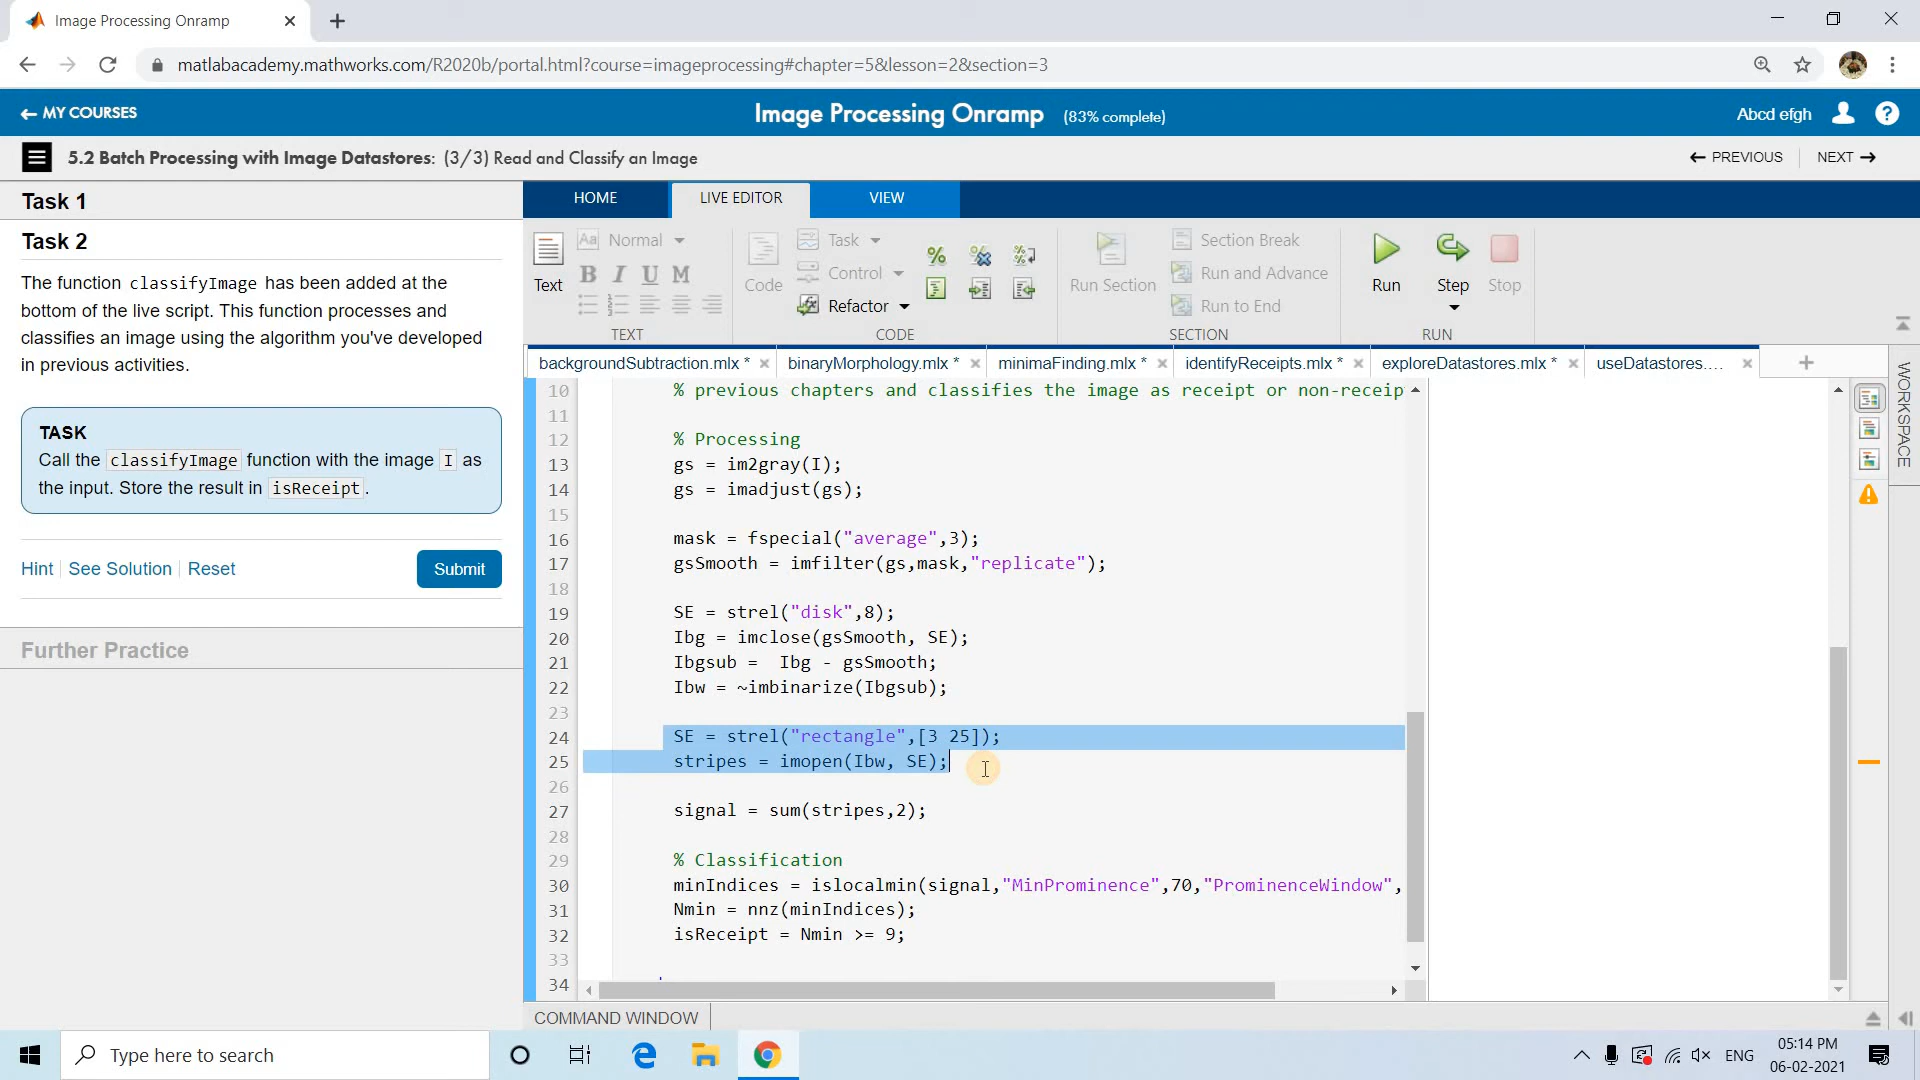 Image Processing Onramp
matlabacademy.mathworks.com/R2020b/portal.html?course=imageprocessing#chapter=5&lesson=2&section=3
MY COURSES
Image Processing Onramp (83% complete)
Abcd efgh
5.2 Batch Processing with Image Datastores: (3/3) Read and Classify an Image
PREVIOUS
NEXT
Task 1
Task 2
The function classifyImage has been added at the
bottom of the live script. This function processes and
classifies an image using the algorithm you've developed
in previous activities.
TASK
Call the classifyImage function with the image I as
the input. Store the result in isReceipt.
Hint
See Solution
Reset
Submit
Further Practice
HOME
LIVE EDITOR
VIEW
Text
Aa Normal
B I U M
TEXT
Code
Task
Control
Refactor
CODE
Run Section
Section Break
Run and Advance
Run to End
SECTION
Run
Step
Stop
RUN
backgroundSubtraction.mlx *
binaryMorphology.mlx *
minimaFinding.mlx *
identifyReceipts.mlx *
exploreDatastores.mlx *
useDatastores....
WORKSPACE
10 % previous chapters and classifies the image as receipt or non-receip
11
12 % Processing
13 gs = im2gray(I);
14 gs = imadjust(gs);
15
16 mask = fspecial("average",3);
17 gsSmooth = imfilter(gs,mask,"replicate");
18
19 SE = strel("disk",8);
20 Ibg = imclose(gsSmooth, SE);
21 Ibgsub =  Ibg - gsSmooth;
22 Ibw = ~imbinarize(Ibgsub);
23
24 SE = strel("rectangle",[3 25]);
25 stripes = imopen(Ibw, SE);
26
27 signal = sum(stripes,2);
28
29 % Classification
30 minIndices = islocalmin(signal,"MinProminence",70,"ProminenceWindow",
31 Nmin = nnz(minIndices);
32 isReceipt = Nmin >= 9;
33
34
COMMAND WINDOW
Type here to search
ENG
05:14 PM
06-02-2021